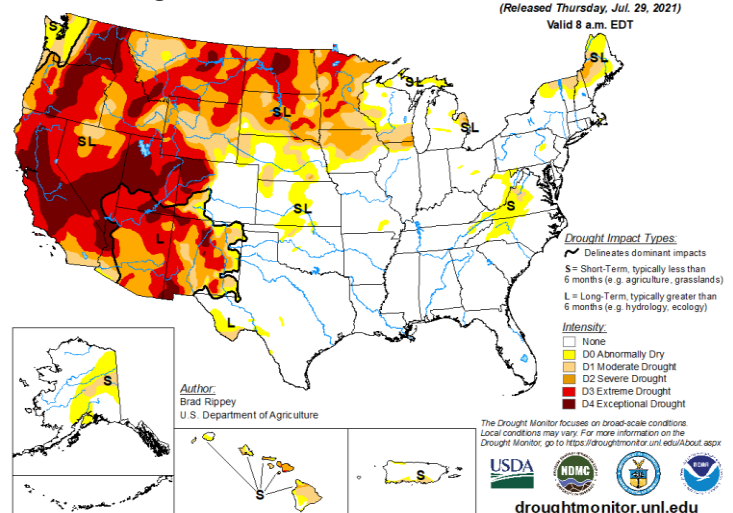 (Released Thursday, Jul. 29, 2021)
Valid 8 a.m. EDT
S
SL
SL
SL
SL
SL
SL
S
L
L
Drought Impact Types:
Delineates dominant impacts
S = Short-Term, typically less than
6 months (e.g. agriculture, grasslands)
L = Long-Term, typically greater than
6 months (e.g. hydrology, ecology)
Intensity:
None
D0 Abnormally Dry
D1 Moderate Drought
D2 Severe Drought
D3 Extreme Drought
D4 Exceptional Drought
S
Author:
Brad Rippey
U.S. Department of Agriculture
S
S
The Drought Monitor focuses on broad-scale conditions.
Local conditions may vary. For more information on the
Drought Monitor, go to https://droughtmonitor.unl.edu/About.aspx
USDA
NDMC
NOAA
droughtmonitor.unl.edu